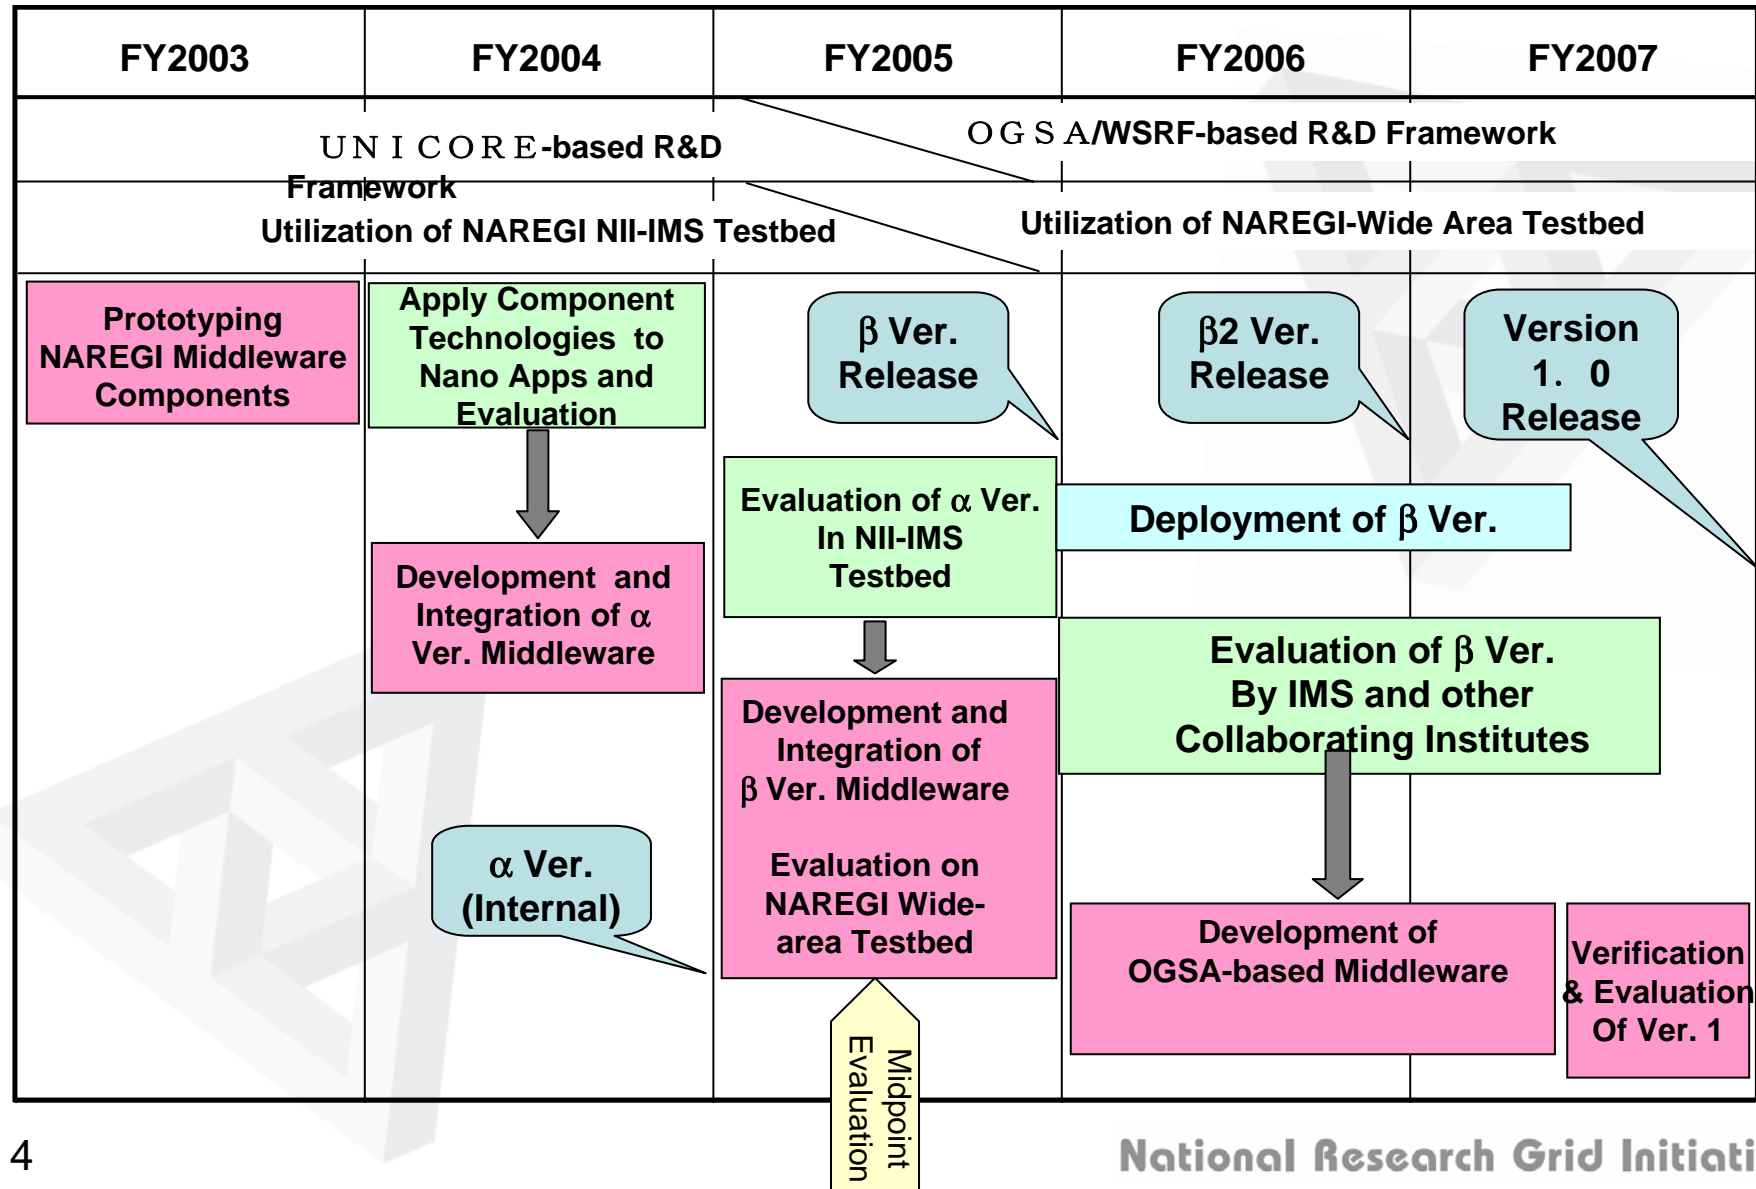 FY2003
FY2004
FY2005
FY2006
FY2007
UNICORE-based R&D
Framework
OGSA/WSRF-based R&D Framework
Utilization of NAREGI NII-IMS Testbed
Utilization of NAREGI-Wide Area Testbed
Prototyping
NAREGI Middleware
Components
Apply Component
Technologies to
Nano Apps and
Evaluation
Development and
Integration of α
Ver. Middleware
α Ver.
(Internal)
β Ver.
Release
Evaluation of α Ver.
In NII-IMS
Testbed
Development and
Integration of
β Ver. Middleware
Evaluation on
NAREGI Wide-
area Testbed
Midpoint
Evaluation
β2 Ver.
Release
Version
1．0
Release
Deployment of β Ver.
Evaluation of β Ver.
By IMS and other
Collaborating Institutes
Development of
OGSA-based Middleware
Verification
& Evaluation
Of Ver. 1
4
National Research Grid Initiati